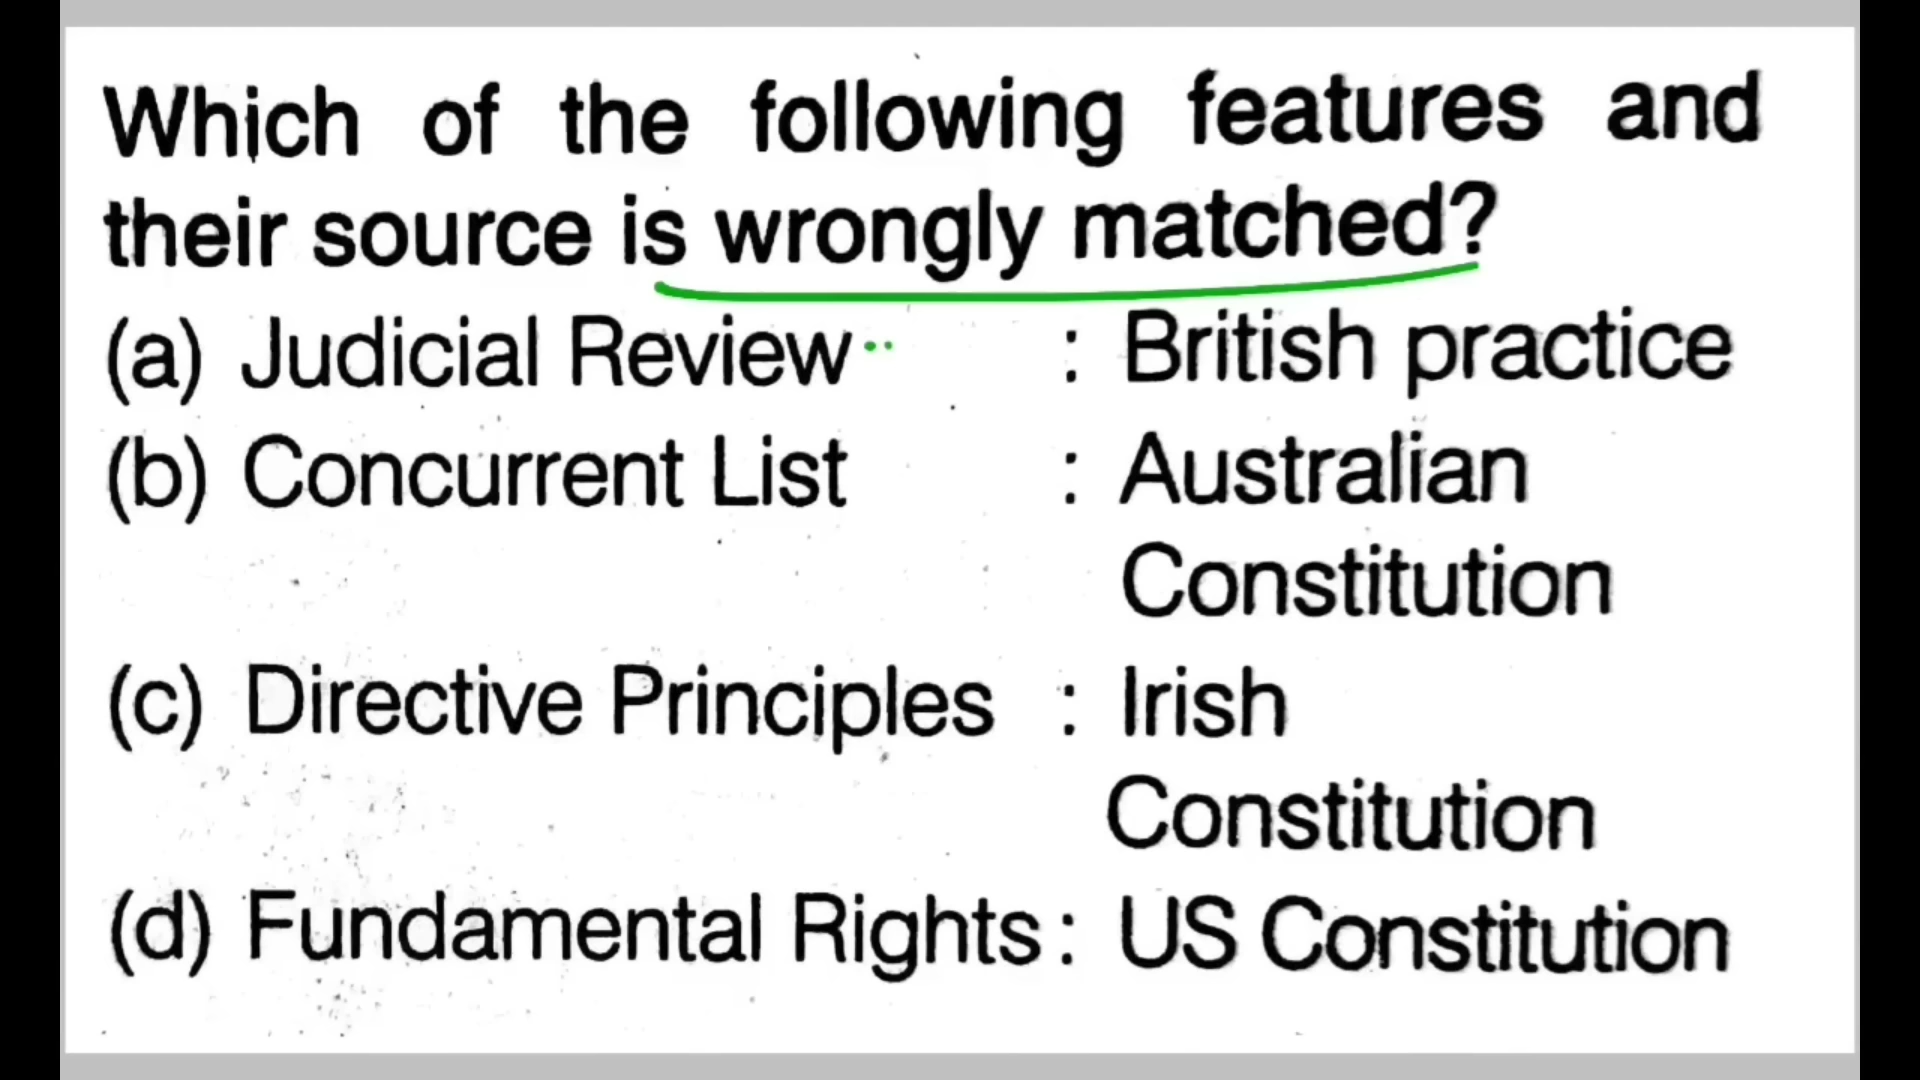 Which of the following features and
their source is wrongly matched?
(a) Judicial Review : British practice
(b) Concurrent List : Australian
Constitution
(c) Directive Principles : Irish
Constitution
(d) Fundamental Rights : US Constitution